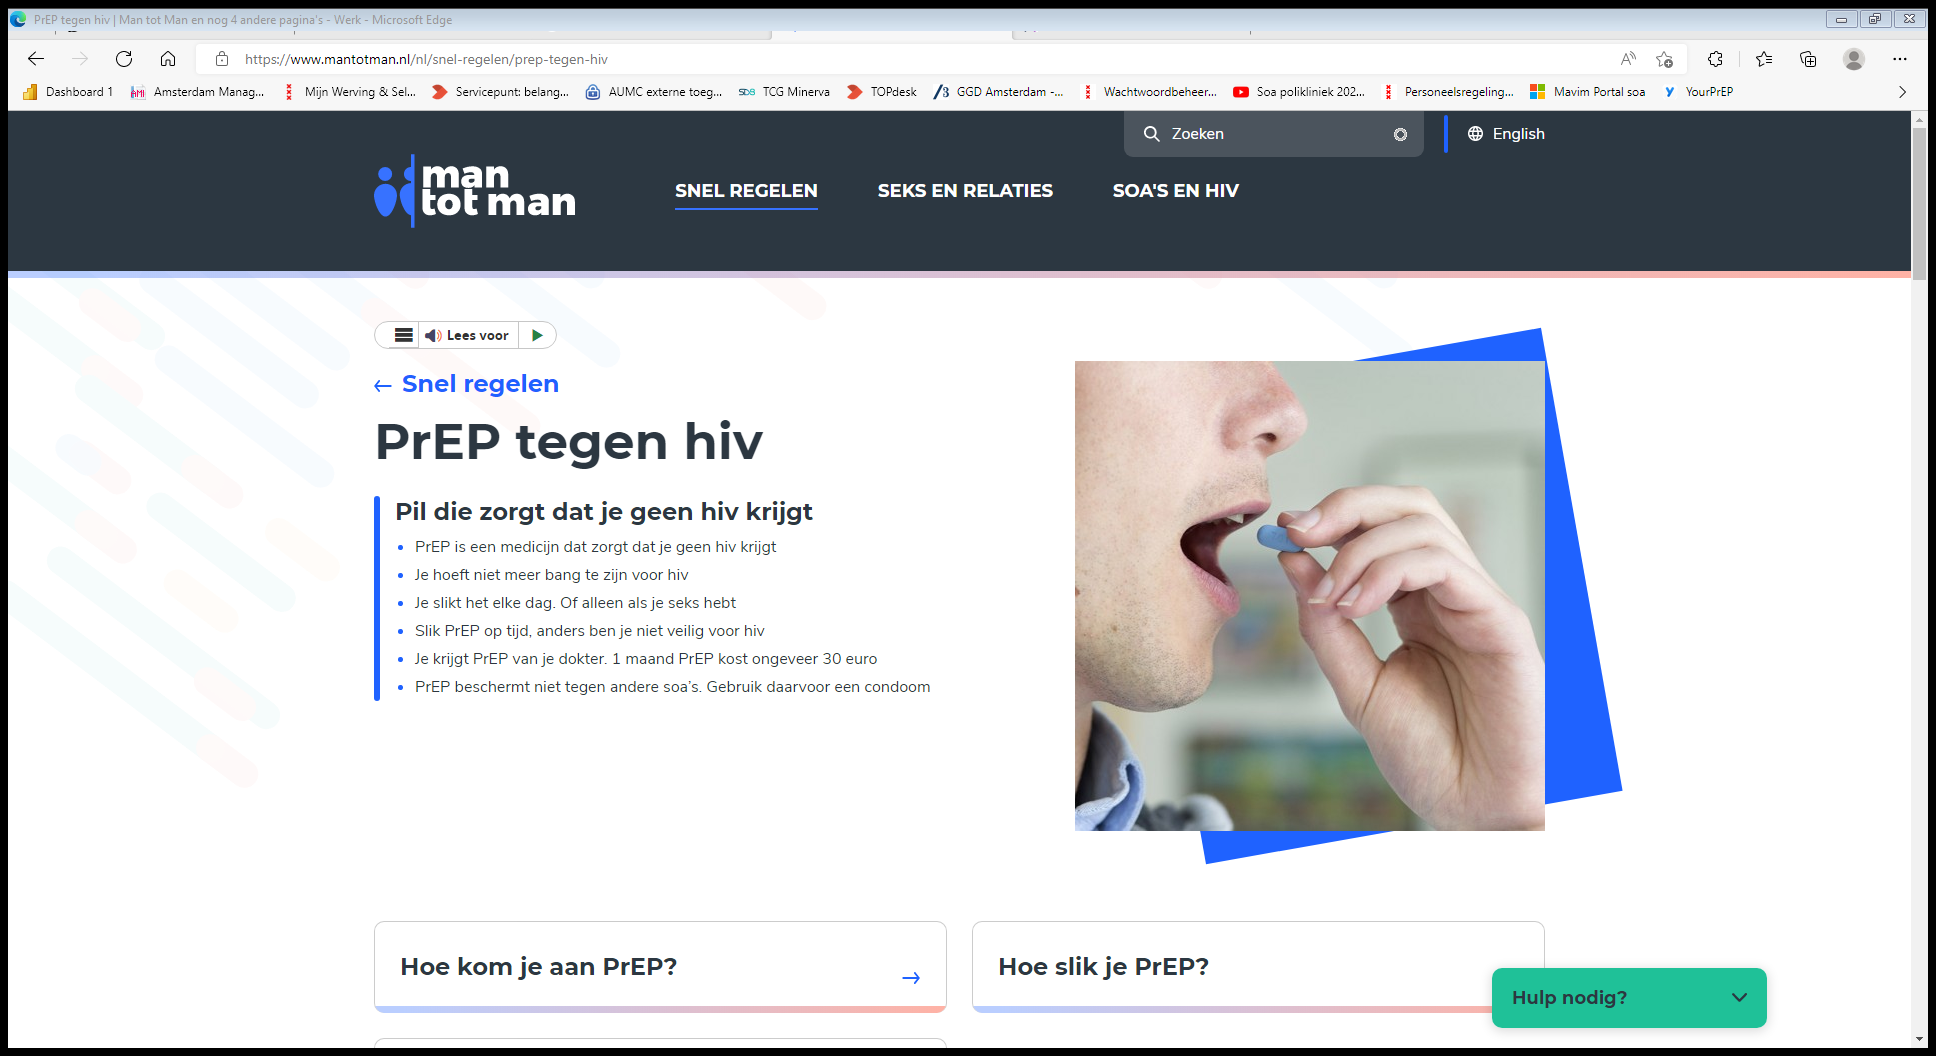 PrEP tegen hiv | Man tot Man en nog 4 andere pagina's - Werk - Microsoft Edge
https://www.mantotman.nl/nl/snel-regelen/prep-tegen-hiv
Dashboard 1 Amsterdam Manag... Mijn Werving & Sel... Servicepunt: belang... AUMC externe toeg... TCG Minerva TOPdesk GGD Amsterdam -... Wachtwoordbeheer... Soa polikliniek 202... Personeelsregeling... Mavim Portal soa YourPrEP
Zoeken
English
man
tot man
SNEL REGELEN SEKS EN RELATIES SOA'S EN HIV
Lees voor
← Snel regelen
PrEP tegen hiv
Pil die zorgt dat je geen hiv krijgt
• PrEP is een medicijn dat zorgt dat je geen hiv krijgt
• Je hoeft niet meer bang te zijn voor hiv
• Je slikt het elke dag. Of alleen als je seks hebt
• Slik PrEP op tijd, anders ben je niet veilig voor hiv
• Je krijgt PrEP van je dokter. 1 maand PrEP kost ongeveer 30 euro
• PrEP beschermt niet tegen andere soa's. Gebruik daarvoor een condoom
Hoe kom je aan PrEP? →
Hoe slik je PrEP?
Hulp nodig?